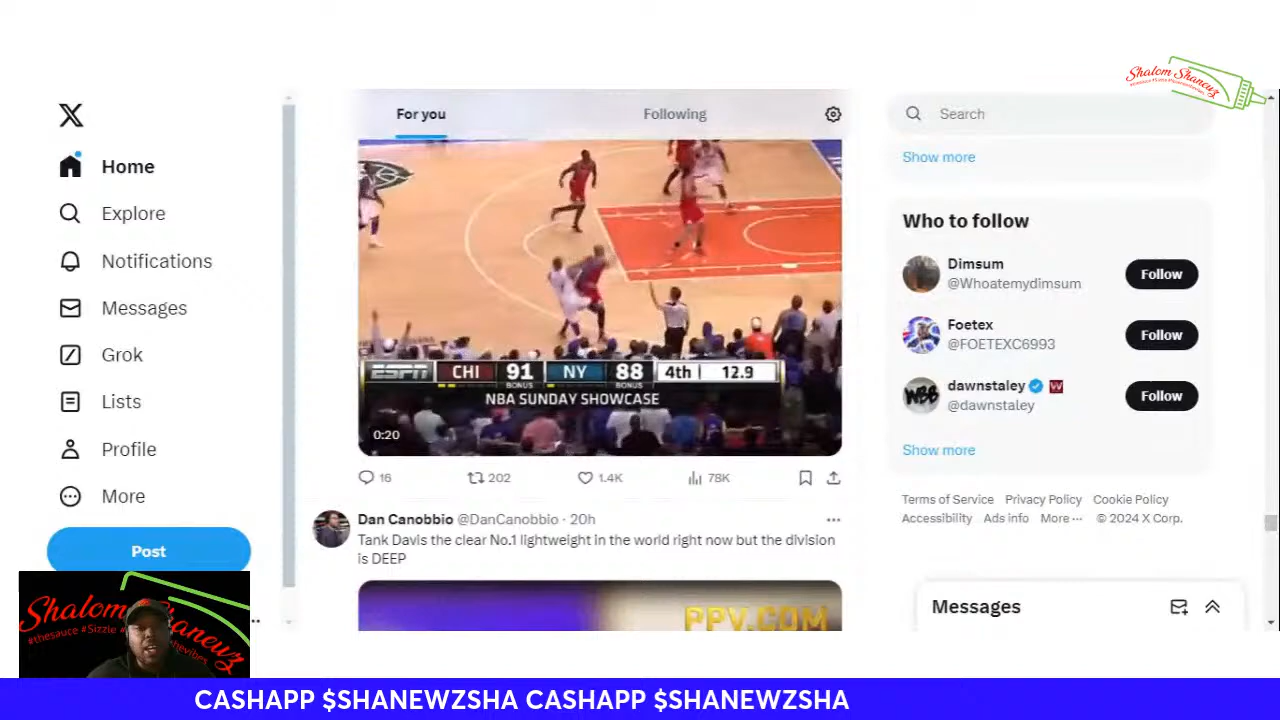 Shalom Shanewz
X
Home
Explore
Notifications
Messages
Grok
Lists
Profile
More
Post
For you
Following
ESPN CHI 91 BONUS NY 88 BONUS 4th 12.9
NBA SUNDAY SHOWCASE
0:20
16 202 1.4K 78K
Dan Canobbio @DanCanobbio · 20h
Tank Davis the clear No.1 lightweight in the world right now but the division
is DEEP
PPV.COM
Search
Show more
Who to follow
Dimsum
@Whoatemydimsum
Follow
Foetex
@FOETEXC6993
Follow
WBB
dawnstaley
@dawnstaley
Follow
Show more
Terms of Service Privacy Policy Cookie Policy
Accessibility Ads info More ··· © 2024 X Corp.
Messages
Shalom Shanewz
#thesauce #Sizzle
CASHAPP $SHANEWZSHA CASHAPP $SHANEWZSHA